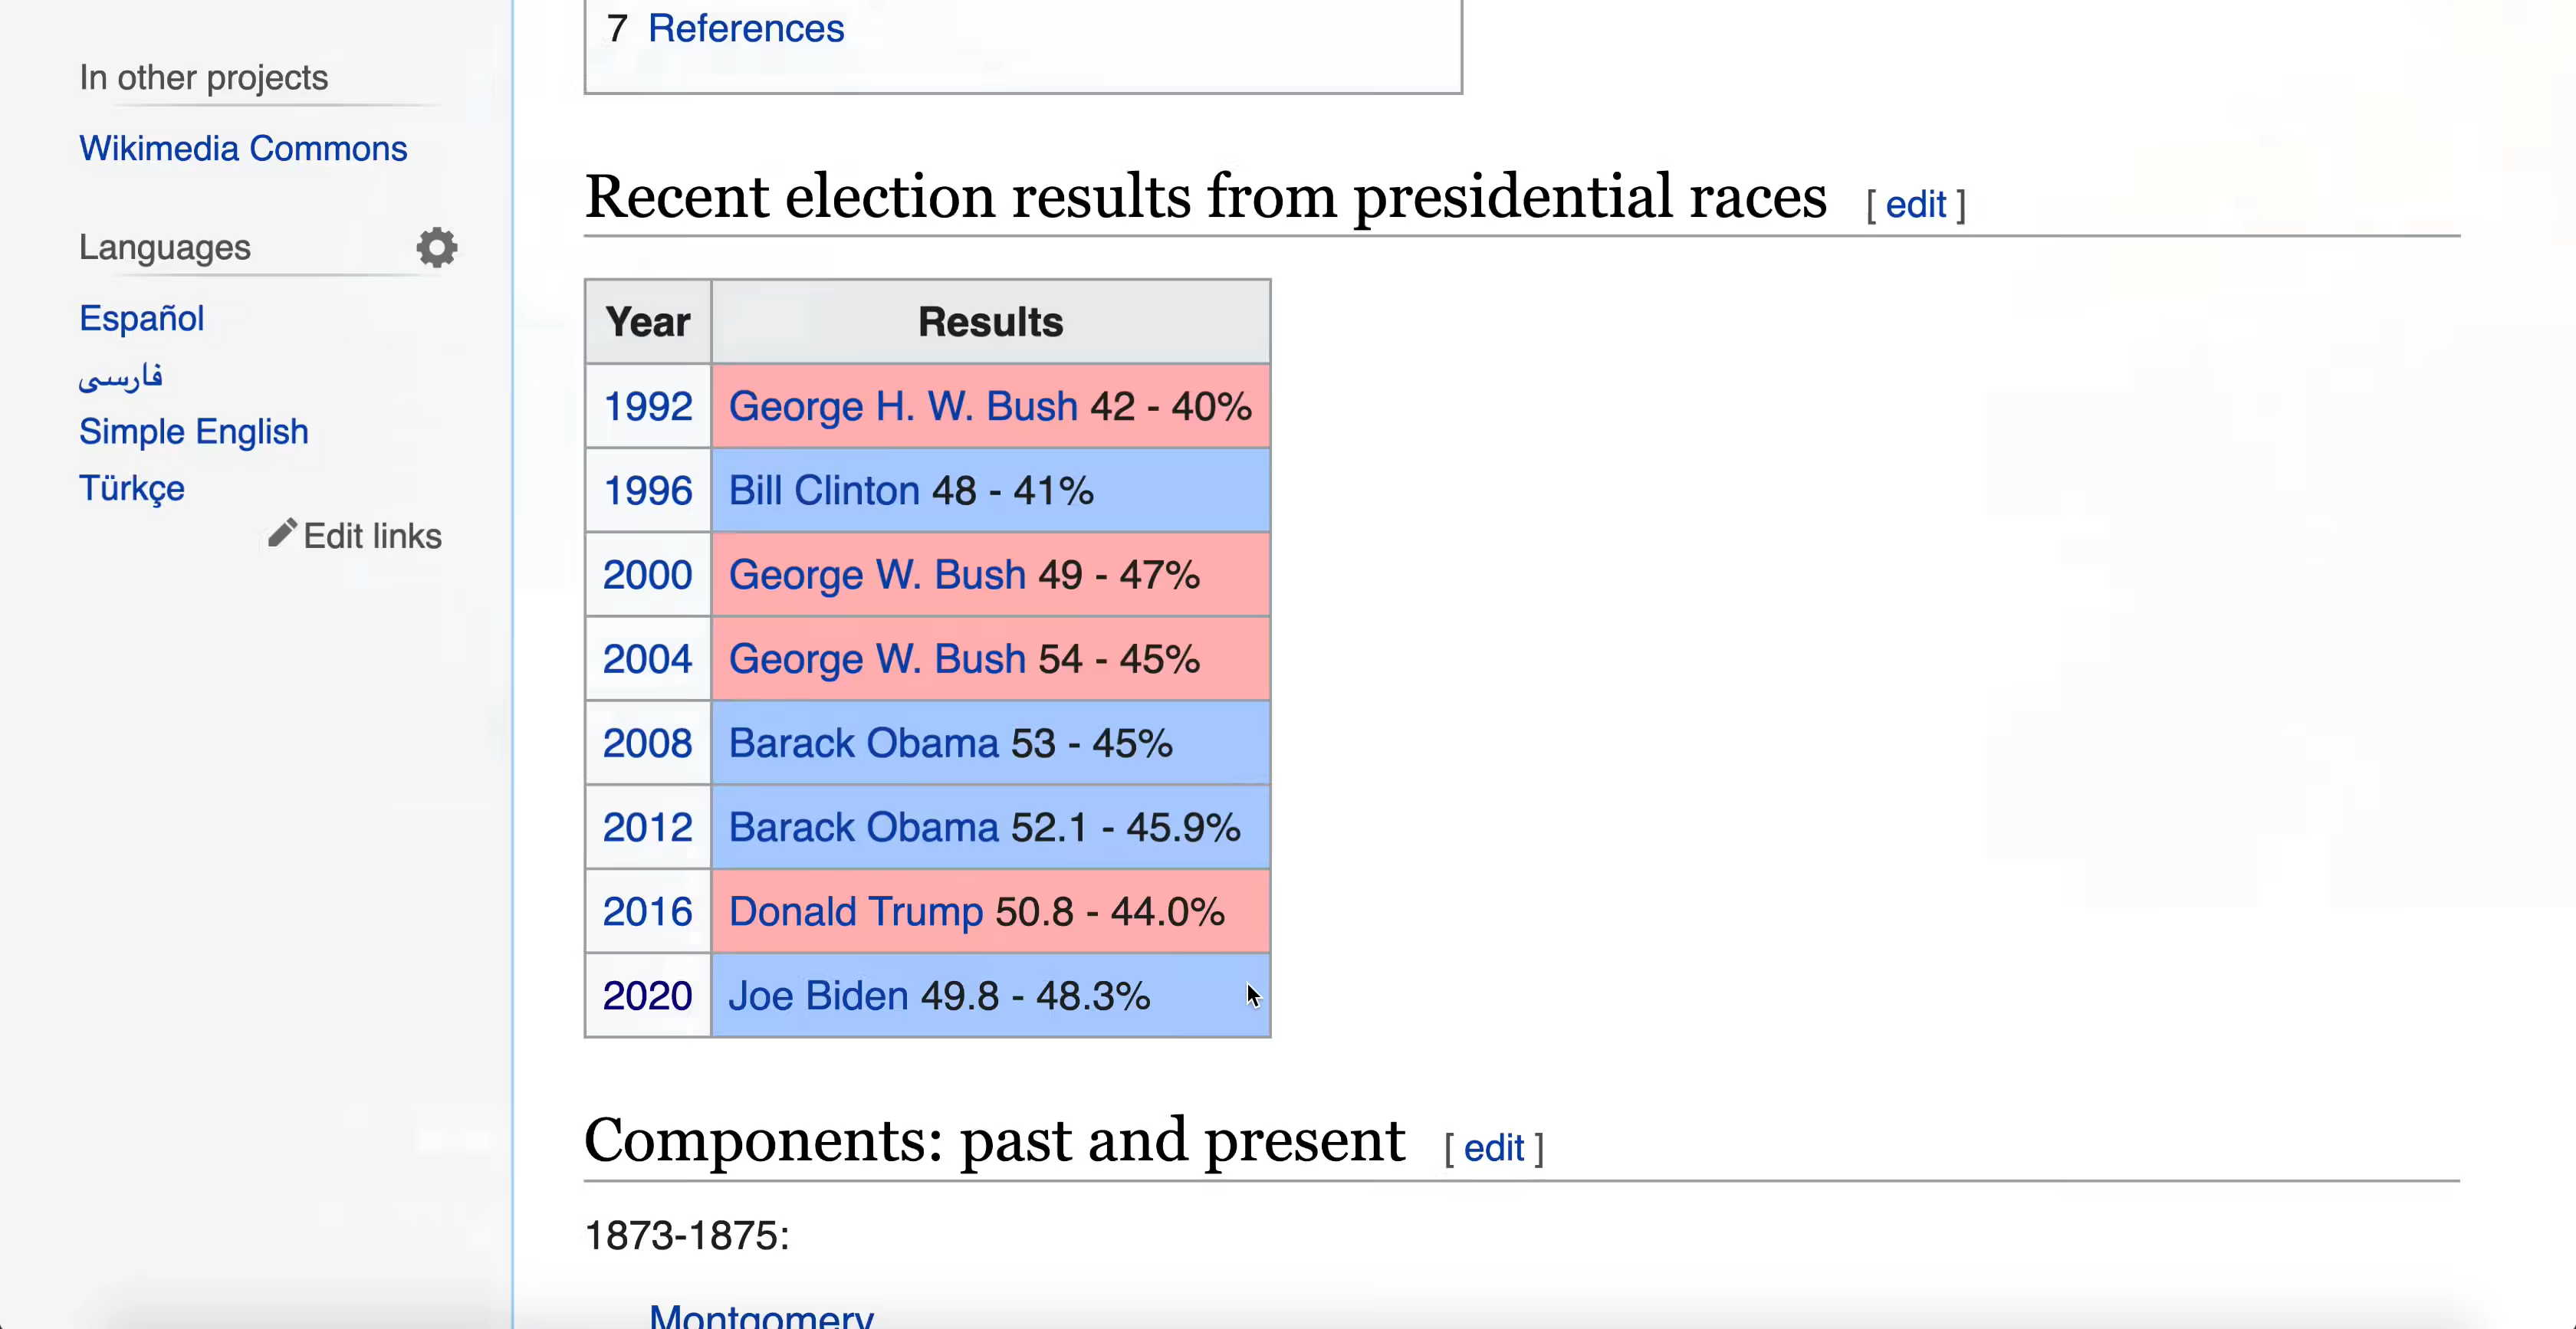 In other projects
Wikimedia Commons
Languages
Español
فارسی
Simple English
Türkçe
Edit links
7 References
Recent election results from presidential races [ edit ]
Year Results
1992 George H. W. Bush 42 - 40%
1996 Bill Clinton 48 - 41%
2000 George W. Bush 49 - 47%
2004 George W. Bush 54 - 45%
2008 Barack Obama 53 - 45%
2012 Barack Obama 52.1 - 45.9%
2016 Donald Trump 50.8 - 44.0%
2020 Joe Biden 49.8 - 48.3%
Components: past and present [ edit ]
1873-1875:
Montgomery